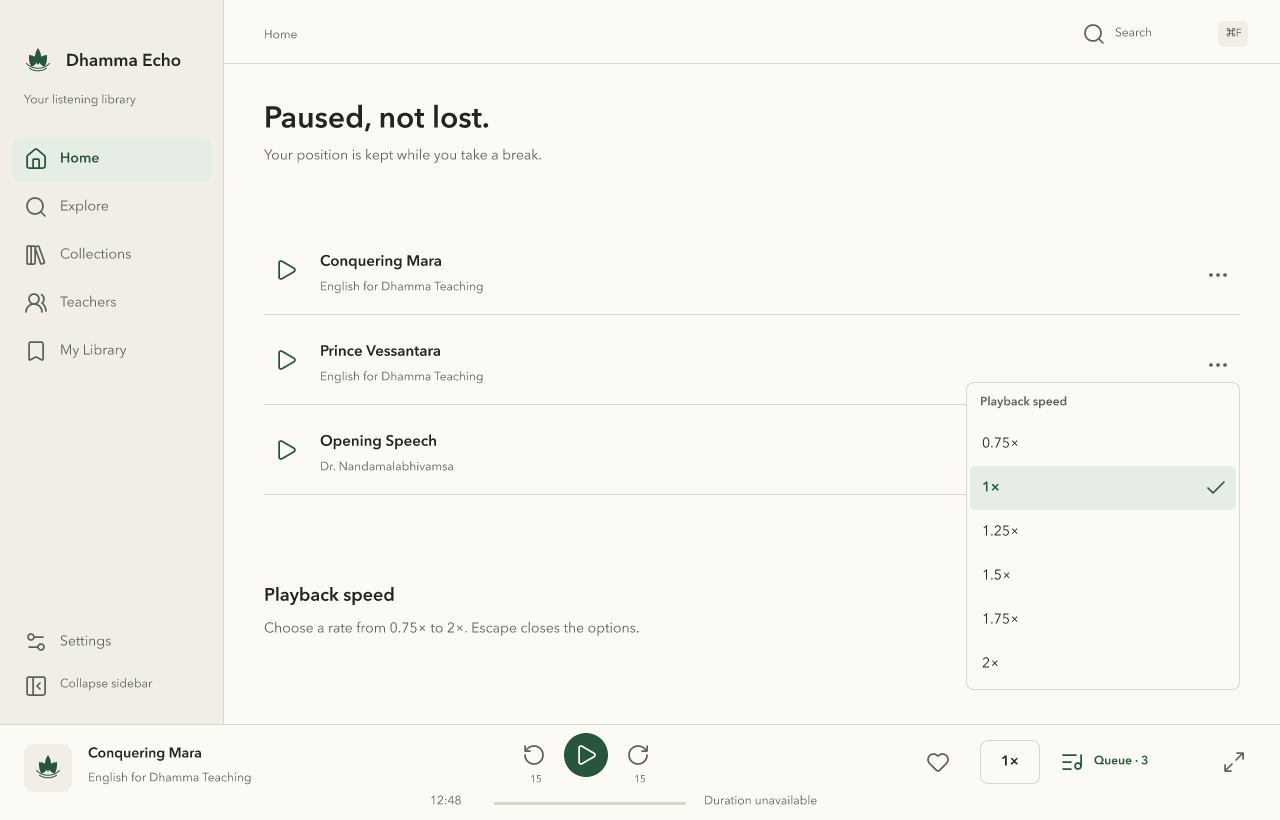 Dhamma Echo
Your listening library
Home
Explore
Collections
Teachers
My Library
Settings
Collapse sidebar
Home
Search
⌘F
Paused, not lost.
Your position is kept while you take a break.
Conquering Mara
English for Dhamma Teaching
Prince Vessantara
English for Dhamma Teaching
Opening Speech
Dr. Nandamalabhivamsa
Playback speed
Choose a rate from 0.75× to 2×. Escape closes the options.
Playback speed
0.75×
1×
1.25×
1.5×
1.75×
2×
Conquering Mara
English for Dhamma Teaching
15
15
12:48
Duration unavailable
1×
Queue · 3